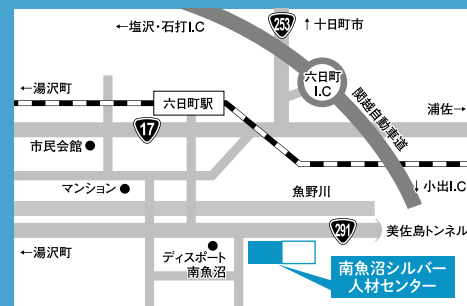 ←塩沢・石打I.C
253
↑十日町市
←湯沢町
六日町駅
六日町
I.C
関越自動車道
浦佐→
17
市民会館
マンション
魚野川
↓小出I.C
291
美佐島トンネル
←湯沢町
ディスポート
南魚沼
南魚沼シルバー
人材センター